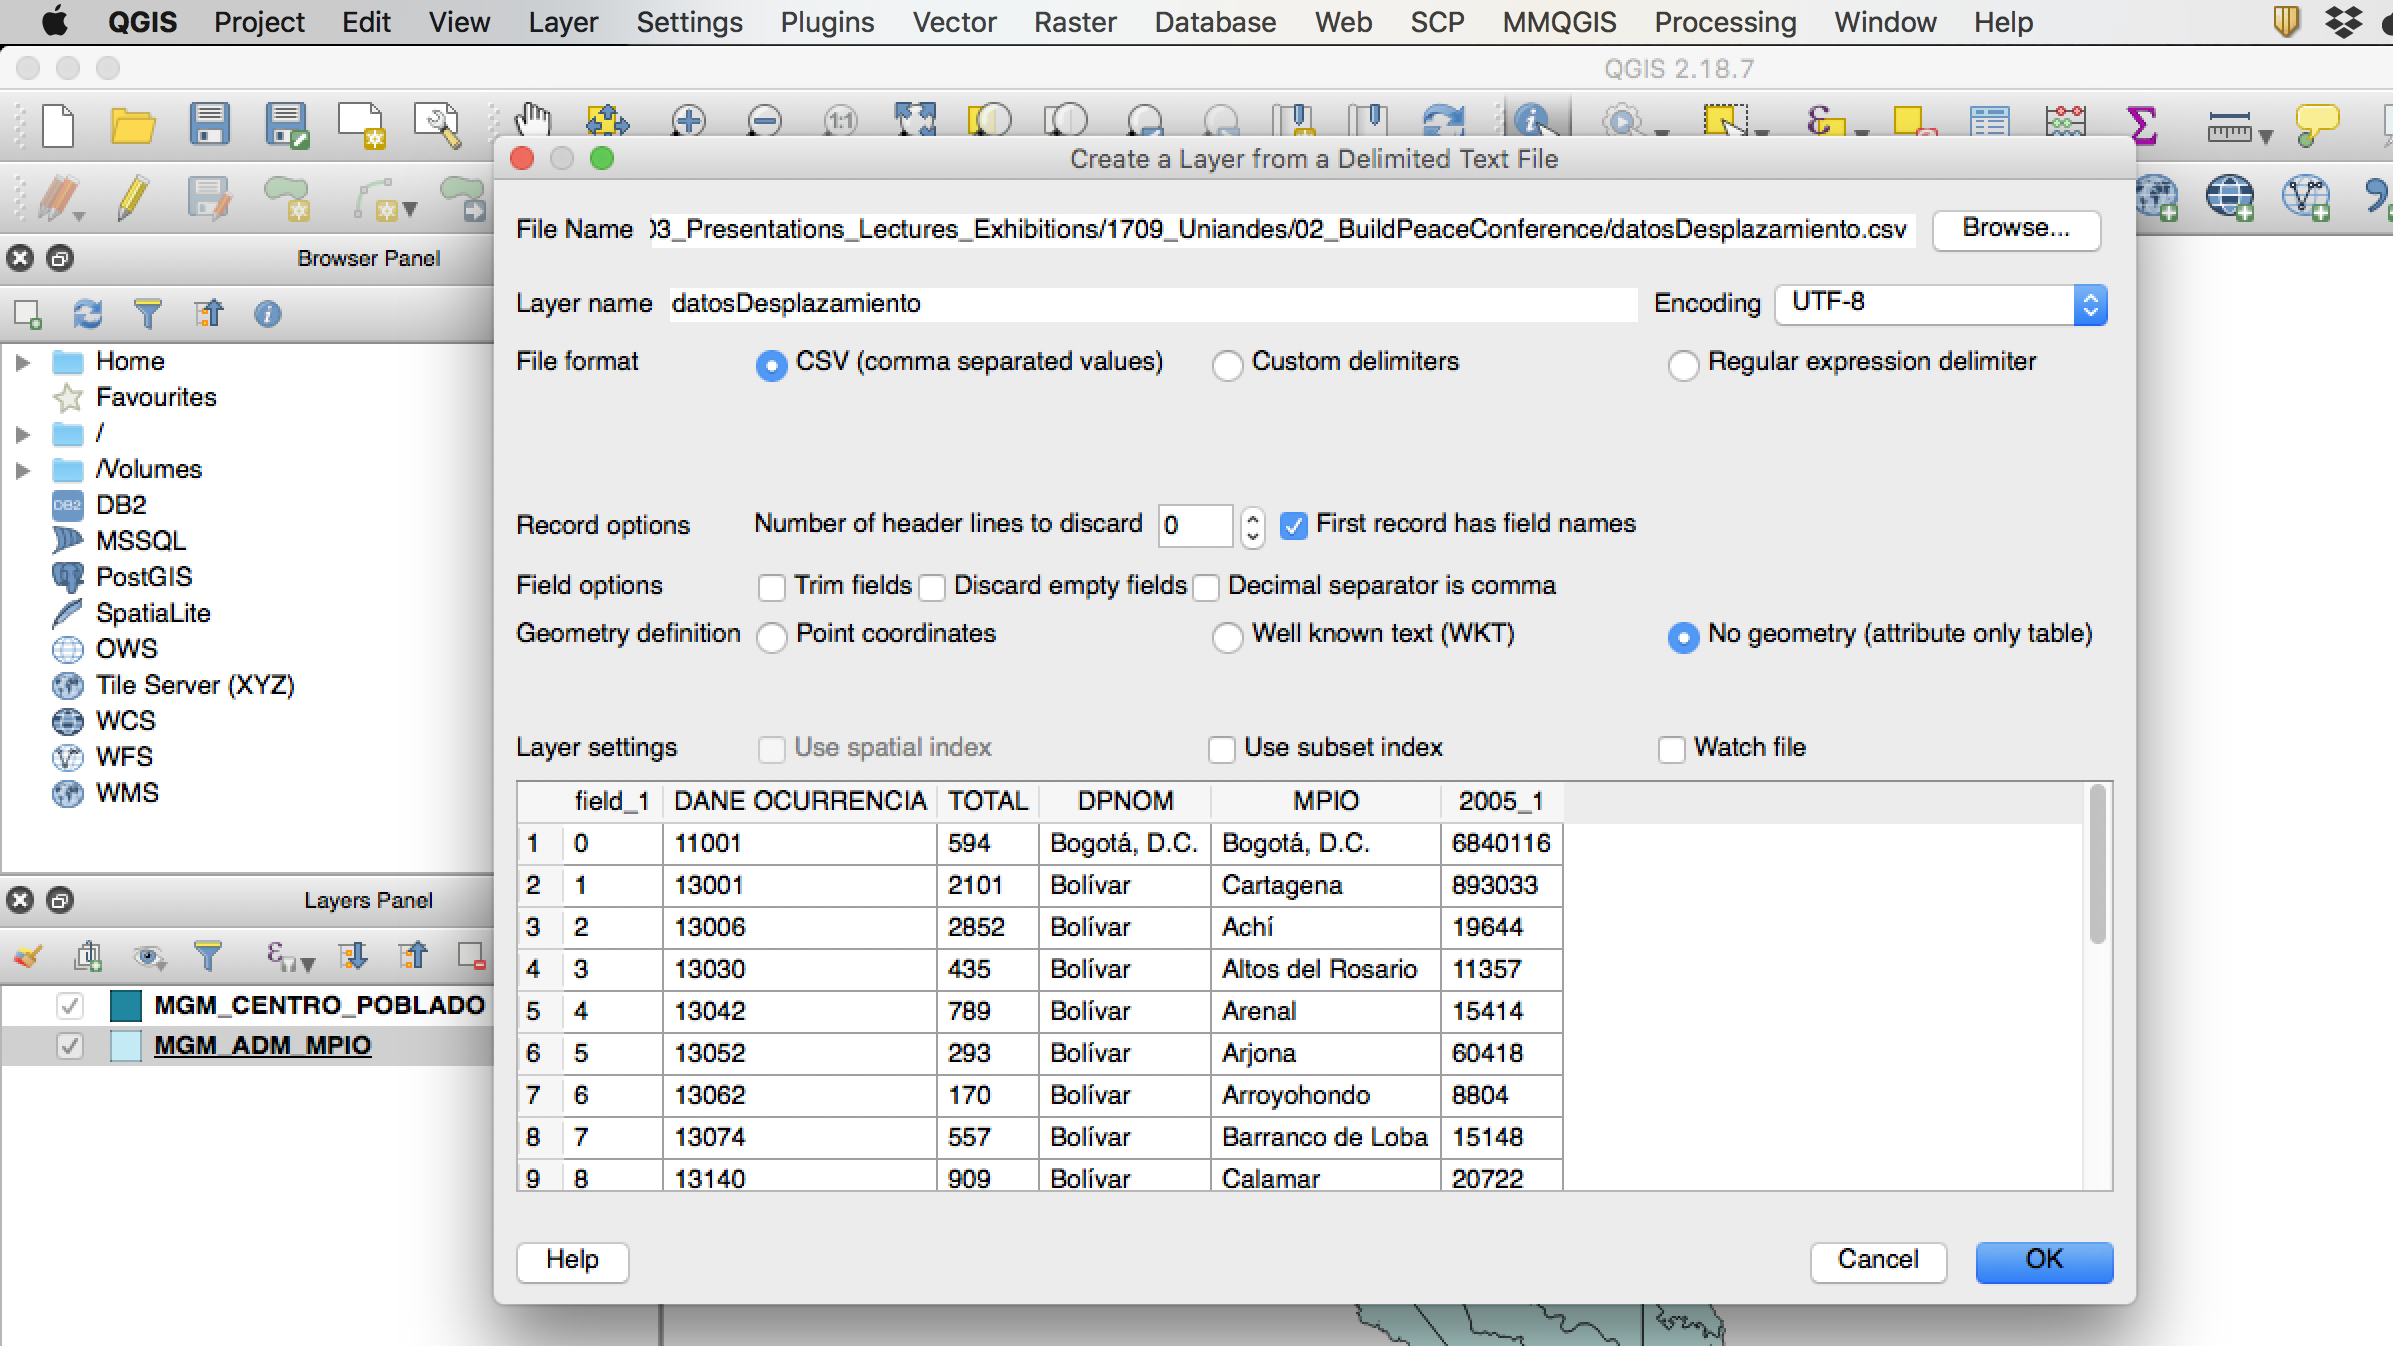 QGIS Project Edit View Layer Settings Plugins Vector Raster Database Web SCP MMQGIS Processing Window Help
QGIS 2.18.7
1:1
Create a Layer from a Delimited Text File
File Name 03_Presentations_Lectures_Exhibitions/1709_Uniandes/02_BuildPeaceConference/datosDesplazamiento.csv Browse...
Browser Panel
Layer name datosDesplazamiento Encoding UTF-8
File format CSV (comma separated values) Custom delimiters Regular expression delimiter
Home
Favourites
/
/Volumes
DB2 DB2
MSSQL
PostGIS
SpatiaLite
OWS
Tile Server (XYZ)
WCS
WFS
WMS
Record options Number of header lines to discard 0 First record has field names
Field options Trim fields Discard empty fields Decimal separator is comma
Geometry definition Point coordinates Well known text (WKT) No geometry (attribute only table)
Layer settings Use spatial index Use subset index Watch file
field_1 DANE OCURRENCIA TOTAL DPNOM MPIO 2005_1
1 0 11001 594 Bogotá, D.C. Bogotá, D.C. 6840116
2 1 13001 2101 Bolívar Cartagena 893033
3 2 13006 2852 Bolívar Achí 19644
4 3 13030 435 Bolívar Altos del Rosario 11357
5 4 13042 789 Bolívar Arenal 15414
6 5 13052 293 Bolívar Arjona 60418
7 6 13062 170 Bolívar Arroyohondo 8804
8 7 13074 557 Bolívar Barranco de Loba 15148
9 8 13140 909 Bolívar Calamar 20722
Layers Panel
MGM_CENTRO_POBLADO
MGM_ADM_MPIO
Help Cancel OK